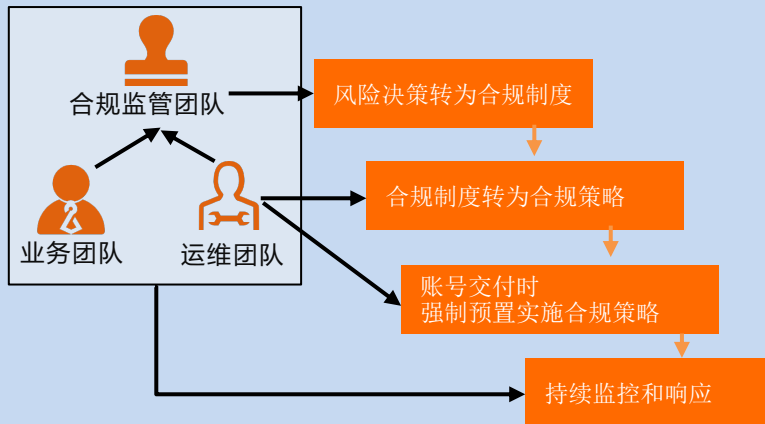 合规监管团队
风险决策转为合规制度
合规制度转为合规策略
业务团队
运维团队
账号交付时
强制预置实施合规策略
持续监控和响应